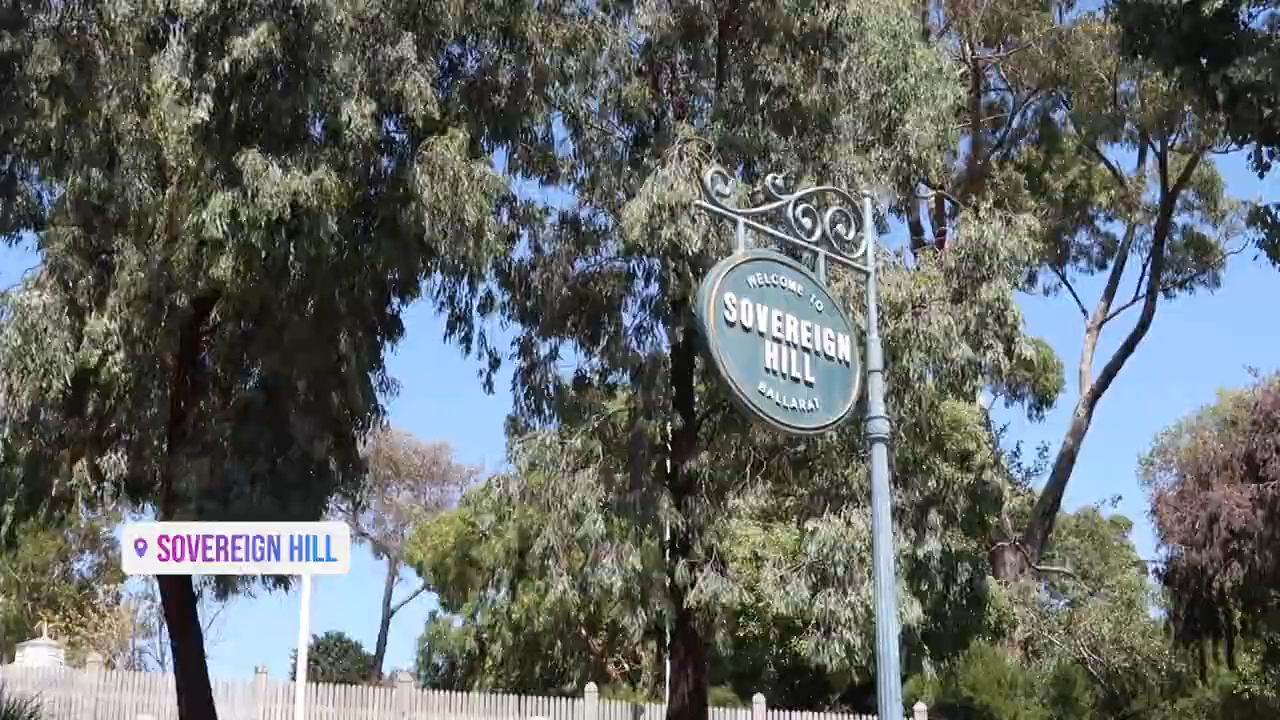 WELCOME TO
SOVEREIGN
HILL
BALLARAT
SOVEREIGN HILL